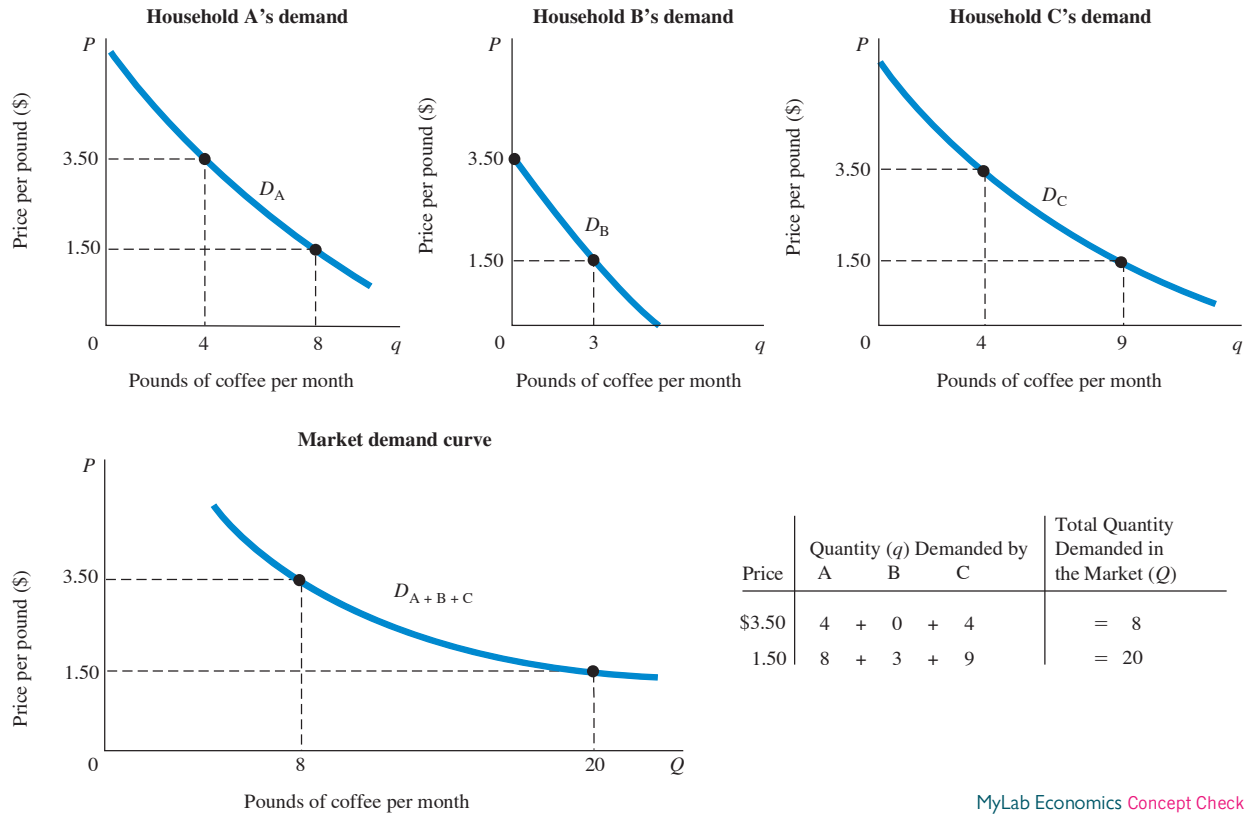 Household A’s demand
P
Price per pound ($)
3.50
1.50
D_A
0
4
8
q
Pounds of coffee per month
Household B’s demand
P
Price per pound ($)
3.50
1.50
D_B
0
3
q
Pounds of coffee per month
Household C’s demand
P
Price per pound ($)
3.50
1.50
D_C
0
4
9
q
Pounds of coffee per month
Market demand curve
P
Price per pound ($)
3.50
1.50
D_A + B + C
0
8
20
Q
Pounds of coffee per month
Total Quantity
Quantity (q) Demanded by Demanded in
Price A B C the Market (Q)
$3.50 4 + 0 + 4 = 8
1.50 8 + 3 + 9 = 20
MyLab Economics Concept Check